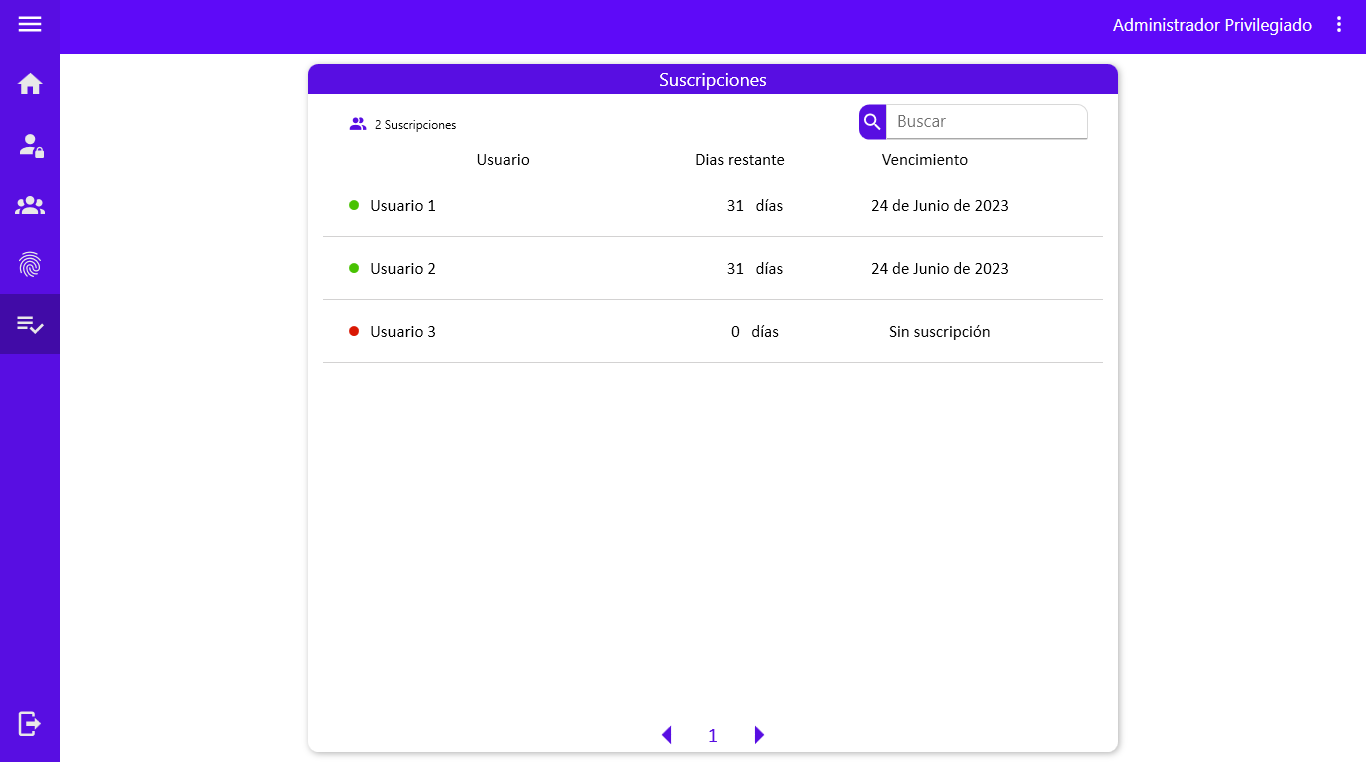 Administrador Privilegiado
Suscripciones
2 Suscripciones
Buscar
Usuario Dias restante Vencimiento
Usuario 1 31 días 24 de Junio de 2023
Usuario 2 31 días 24 de Junio de 2023
Usuario 3 0 días Sin suscripción
1